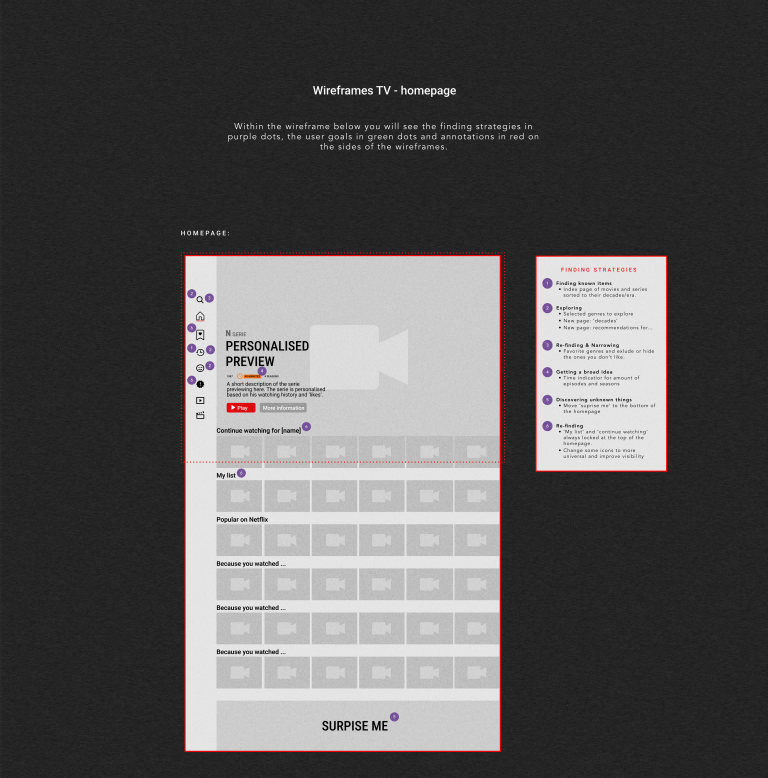 Wireframes TV - homepage
Within the wireframe below you will see the finding strategies in
purple dots, the user goals in green dots and annotations in red on
the sides of the wireframes.
HOMEPAGE:
N SERIE
PERSONALISED
PREVIEW
A short description of the serie
previewing here. The serie is personalised
based on his watching history and 'likes'.
Play
More information
Continue watching for [name]
My list
Popular on Netflix
Because you watched ...
Because you watched ...
Because you watched ...
SURPISE ME
FINDING STRATEGIES
1 Finding known items
• Index page of movies and series
sorted to their decades/era.
2 Exploring
• Selected genres to explore
• New page: 'decades'
• New page: recommendations for...
3 Re-finding & Narrowing
• Favorite genres and exlude or hide
the ones you don't like.
4 Getting a broad idea
• Time indicatior for amount of
episodes and seasons
5 Discovering unknown things
• Move 'suprise me' to the bottom of
the homepage
6 Re-finding
• 'My list' and 'continue watching'
always locked at the top of the
homepage.
• Change some icons to more
universal and improve visibility